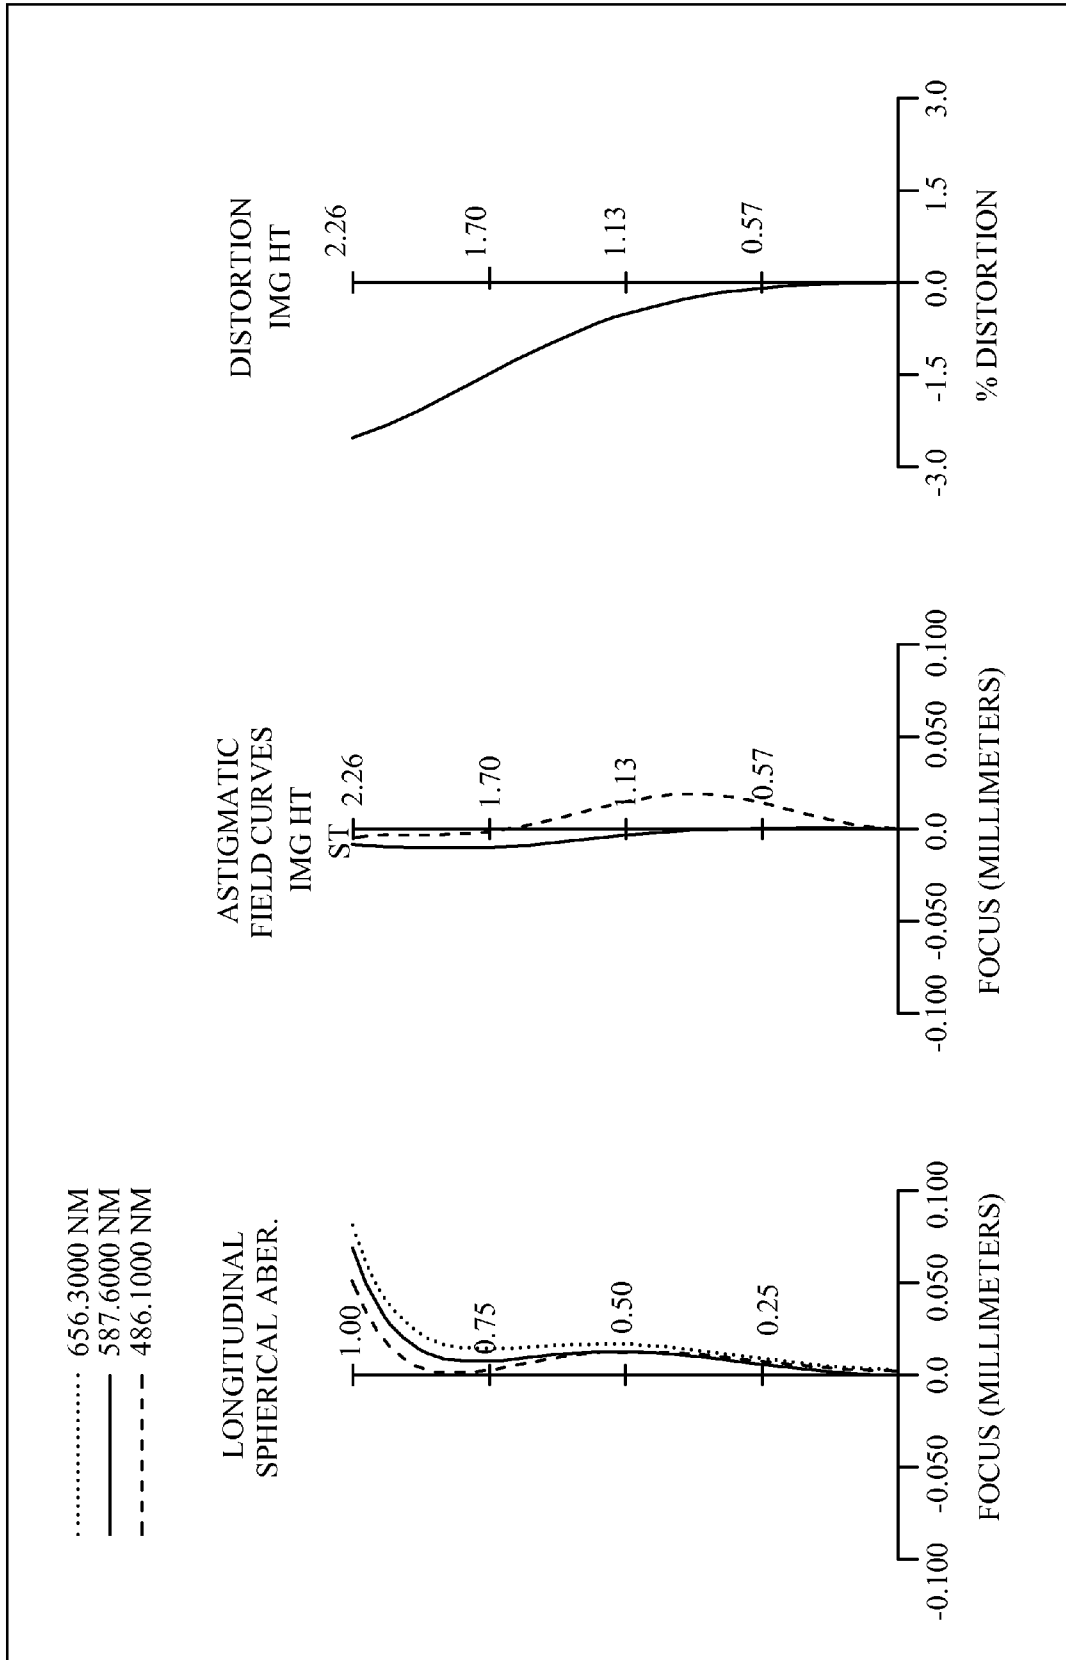 656.3000 NM
587.6000 NM
486.1000 NM
LONGITUDINAL
SPHERICAL ABER.
1.00
0.75
0.50
0.25
-0.100
-0.050
0.0
0.050
0.100
FOCUS (MILLIMETERS)
ASTIGMATIC
FIELD CURVES
IMG HT
ST
2.26
1.70
1.13
0.57
-0.100
-0.050
0.0
0.050
0.100
FOCUS (MILLIMETERS)
DISTORTION
IMG HT
2.26
1.70
1.13
0.57
-3.0
-1.5
0.0
1.5
3.0
% DISTORTION